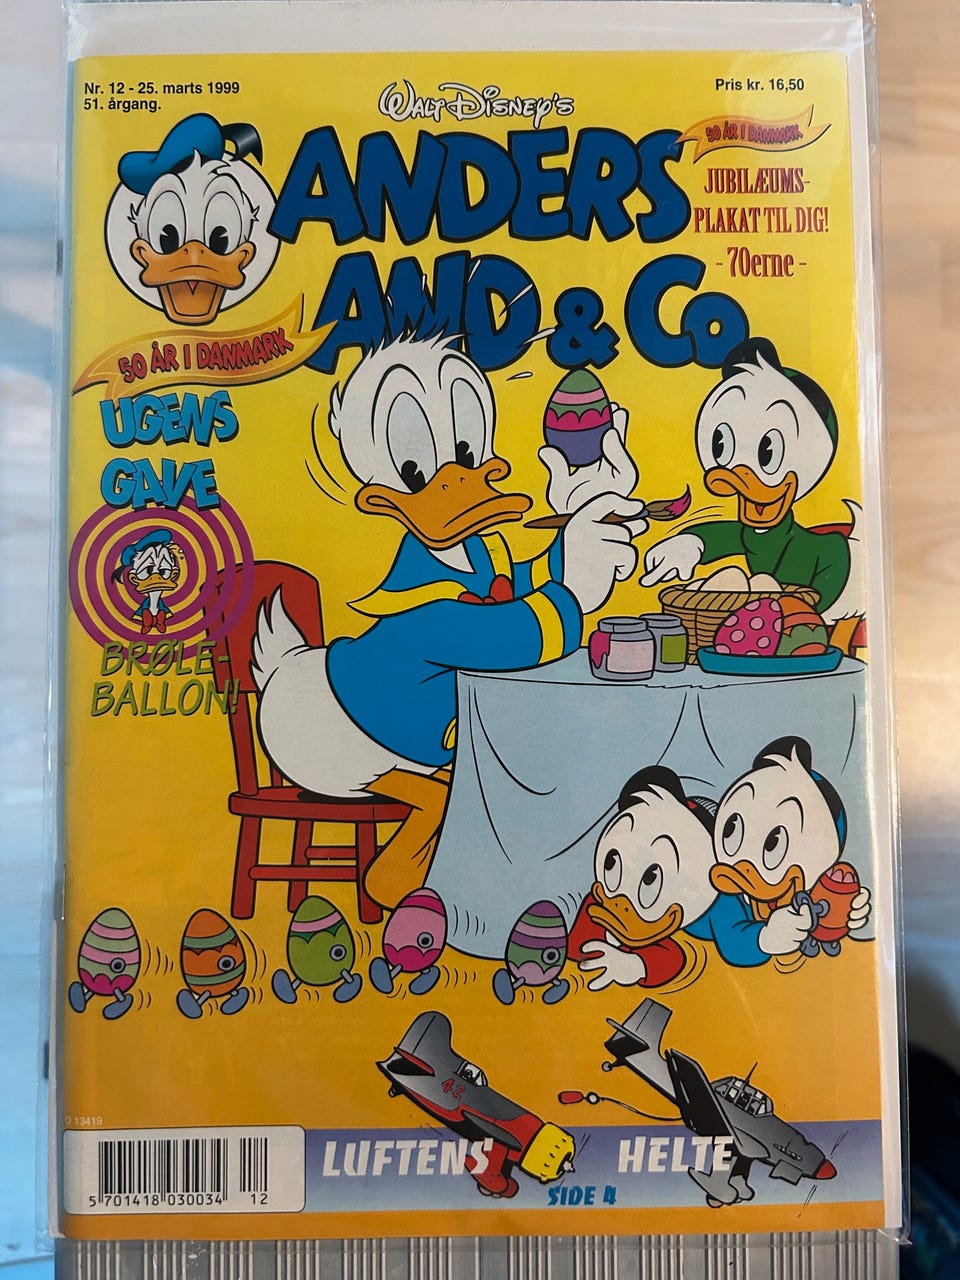 Nr. 12 - 25. marts 1999
51. årgang.
Walt Disney's
Pris kr. 16,50
ANDERS
AND & Co
50 ÅR I DANMARK
JUBILÆUMS-
PLAKAT TIL DIG!
- 70erne -
50 ÅR I DANMARK
UGENS
GAVE
BRØLE-
BALLON!
42
D 13419
LUFTENS HELTE
SIDE 4
5 701418 030034 12